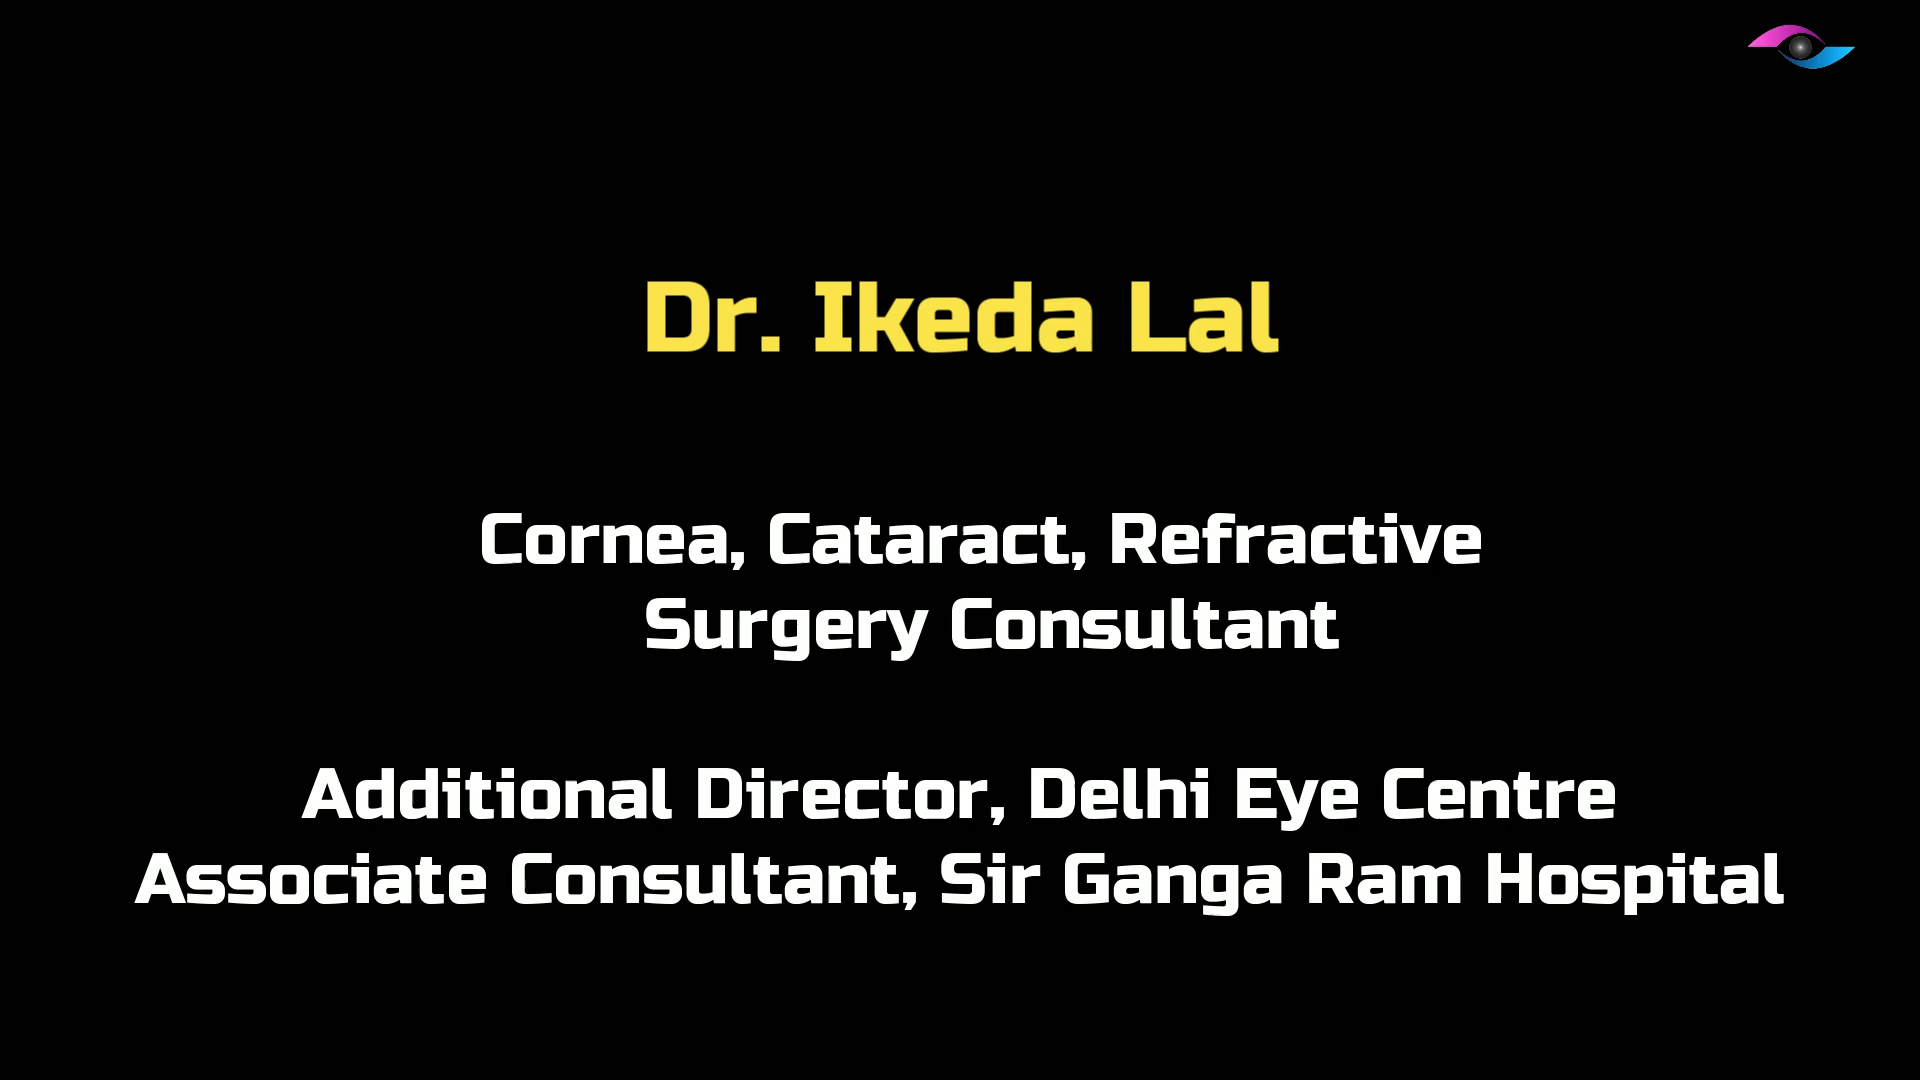 Dr. Ikeda Lal
Cornea, Cataract, Refractive
Surgery Consultant
Additional Director, Delhi Eye Centre
Associate Consultant, Sir Ganga Ram Hospital